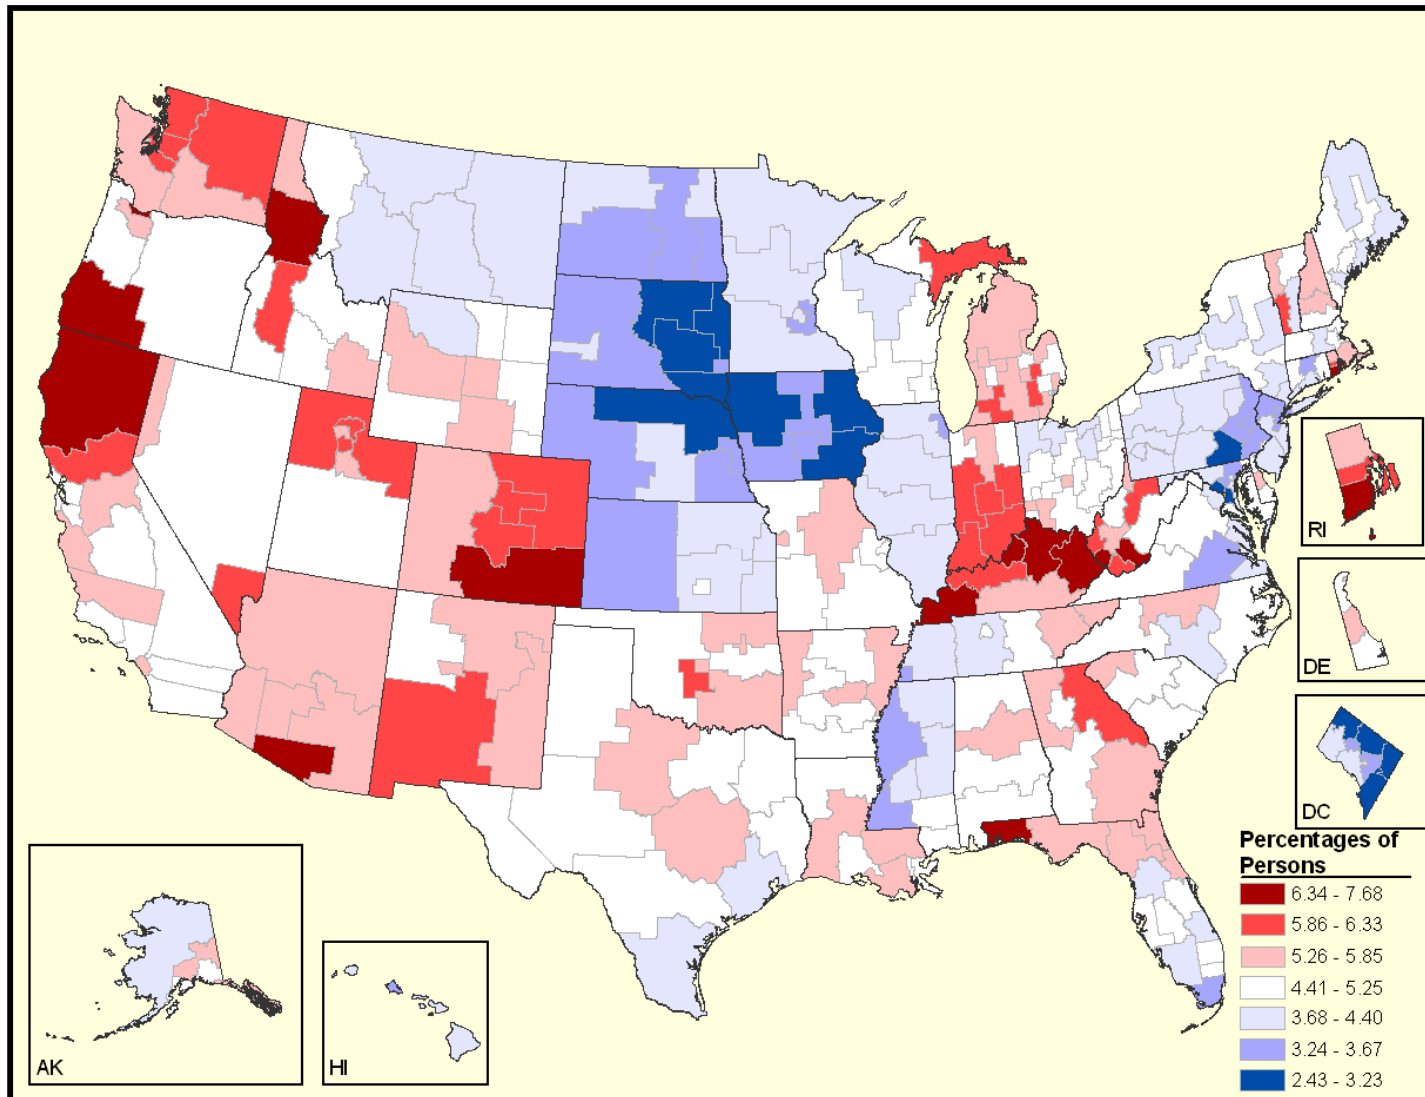 RI
DE
DC
AK
HI
Percentages of
Persons
6.34 - 7.68
5.86 - 6.33
5.26 - 5.85
4.41 - 5.25
3.68 - 4.40
3.24 - 3.67
2.43 - 3.23